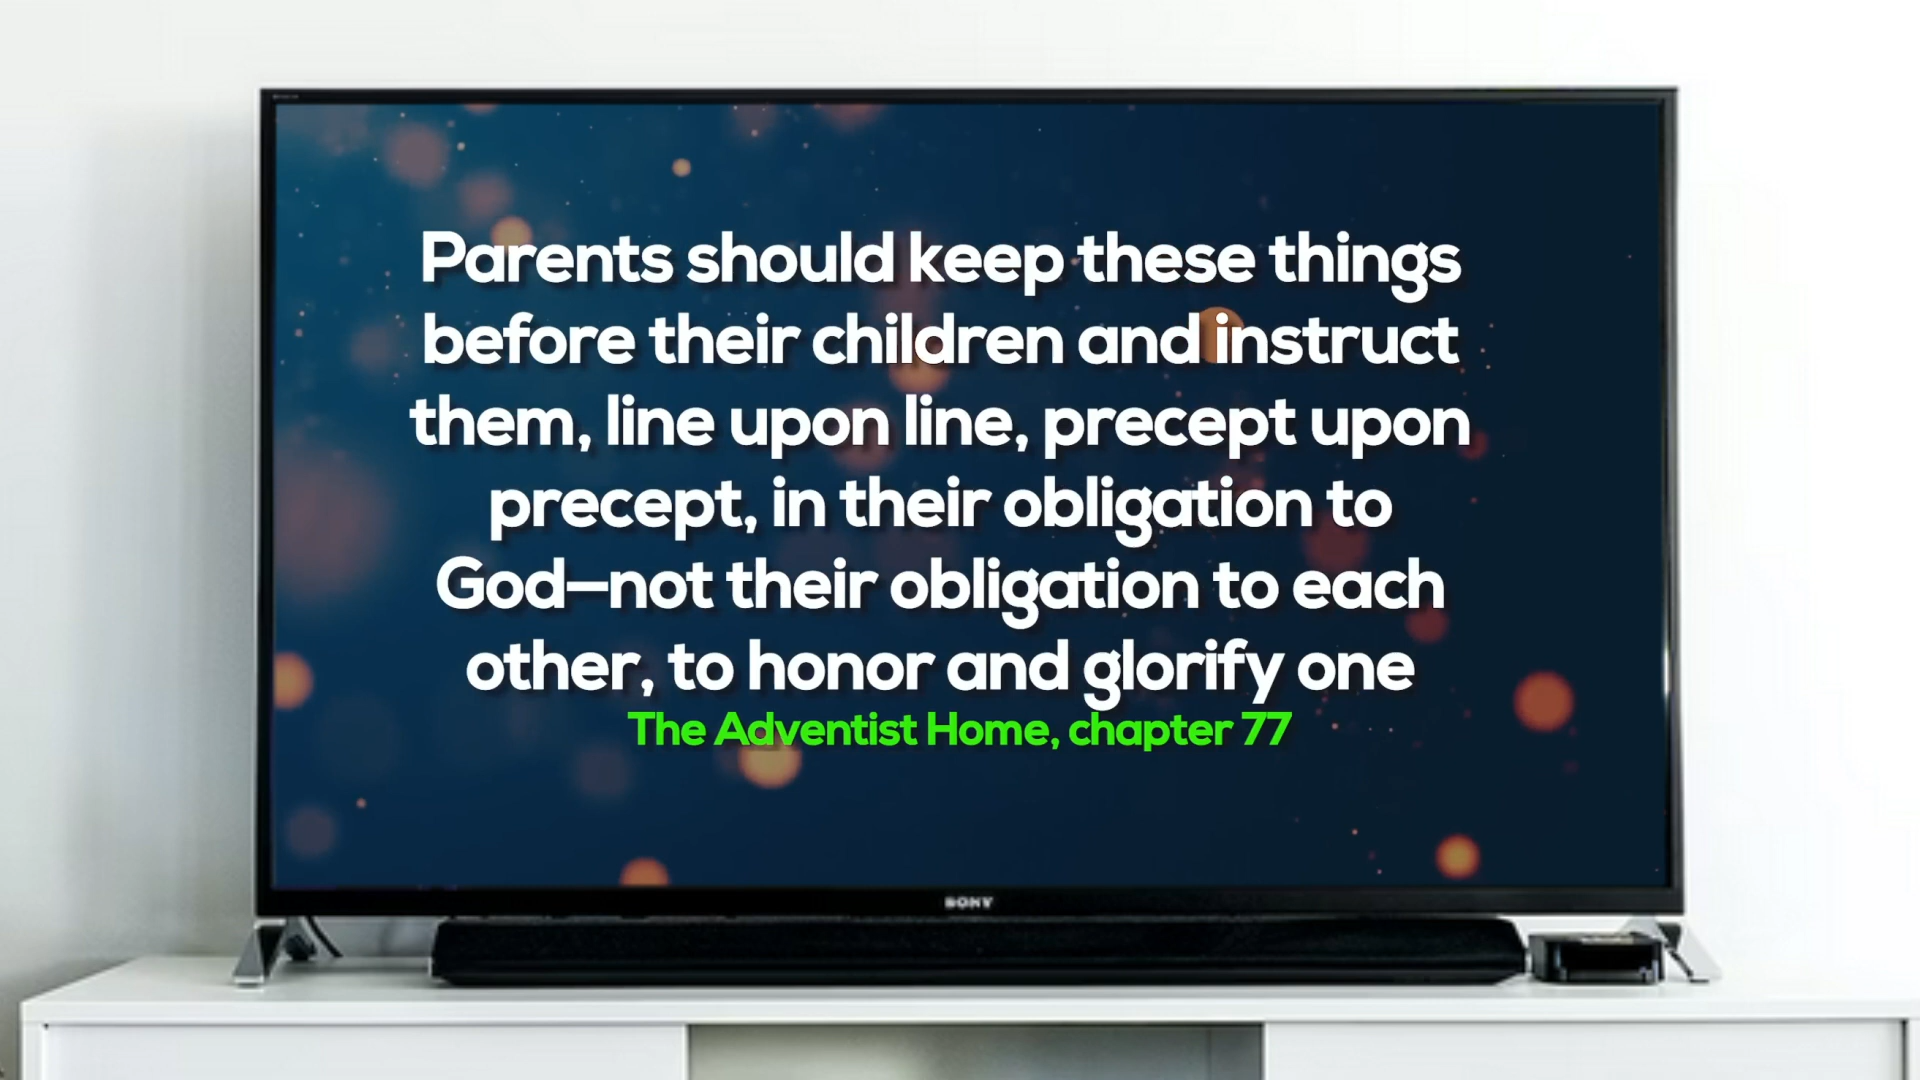 Parents should keep these things
before their children and instruct
them, line upon line, precept upon
precept, in their obligation to
God—not their obligation to each
other, to honor and glorify one
The Adventist Home, chapter 77
SONY